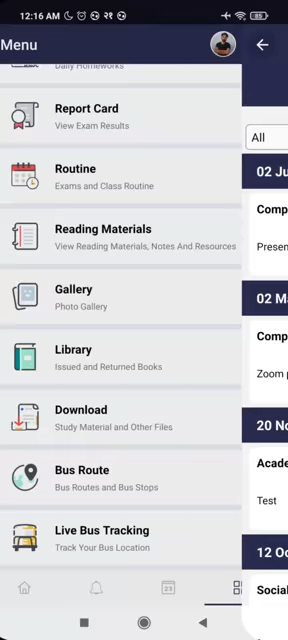 12:16 AM २१ 85
Menu
Daily Homeworks
All
Report Card
View Exam Results
02 Ju
Routine
Exams and Class Routine
Comp
Reading Materials
View Reading Materials, Notes And Resources
Presen
Gallery
Photo Gallery
02 Ma
Comp
Library
Issued and Returned Books
Zoom p
Download
Study Material and Other Files
20 No
Acade
Bus Route
Bus Routes and Bus Stops
Test
Live Bus Tracking
Track Your Bus Location
12 Oc
Social
23